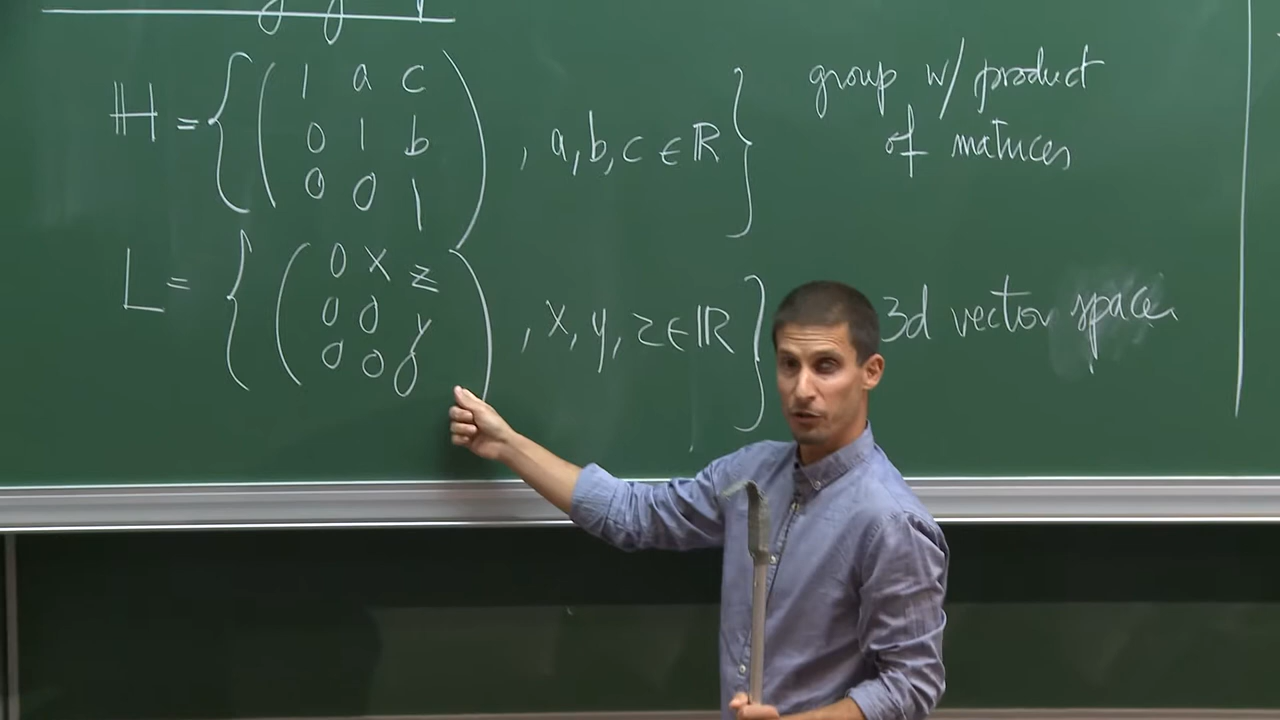 ℍ = { ( 1 a c
0 1 b
0 0 1 ) , a, b, c ∈ ℝ } group w/ product
of matrices
L = { ( 0 x z
0 0 y
0 0 0 ) , x, y, z ∈ ℝ } 3d vector space